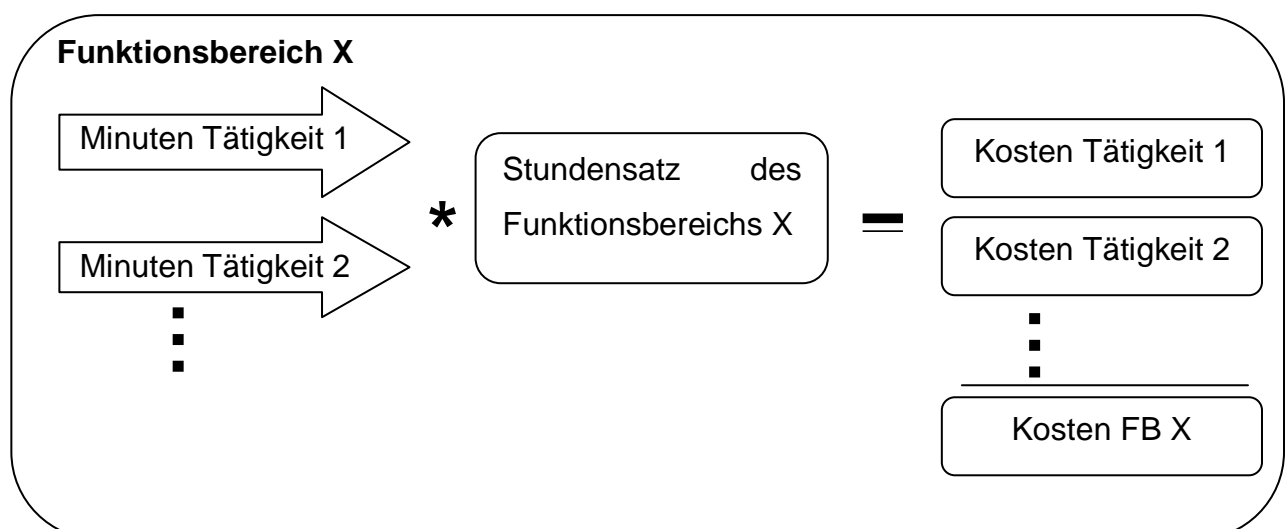 Funktionsbereich X
Minuten Tätigkeit 1
Minuten Tätigkeit 2
*
Stundensatz des
Funktionsbereichs X
=
Kosten Tätigkeit 1
Kosten Tätigkeit 2
Kosten FB X